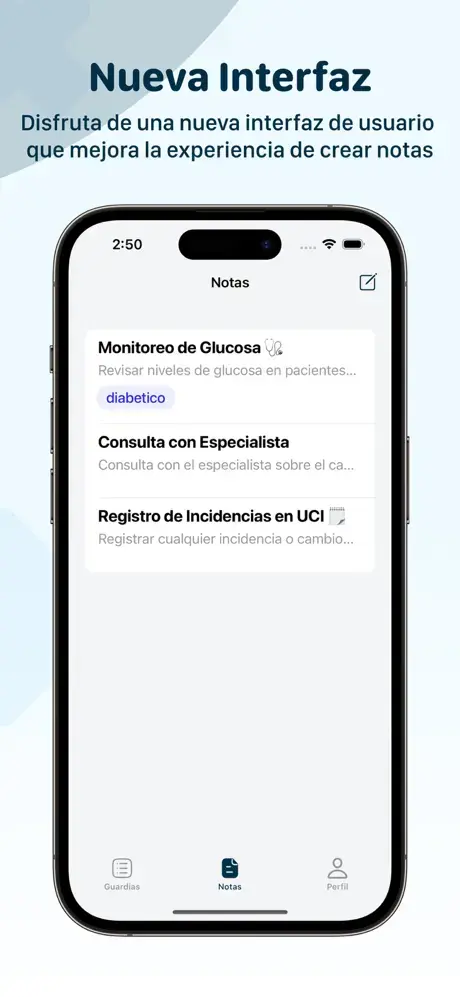 Nueva Interfaz
Disfruta de una nueva interfaz de usuario
que mejora la experiencia de crear notas
2:50
Notas
Monitoreo de Glucosa 🩺
Revisar niveles de glucosa en pacientes...
diabetico
Consulta con Especialista
Consulta con el especialista sobre el ca...
Registro de Incidencias en UCI 🗒️
Registrar cualquier incidencia o cambio...
Guardias
Notas
Perfil